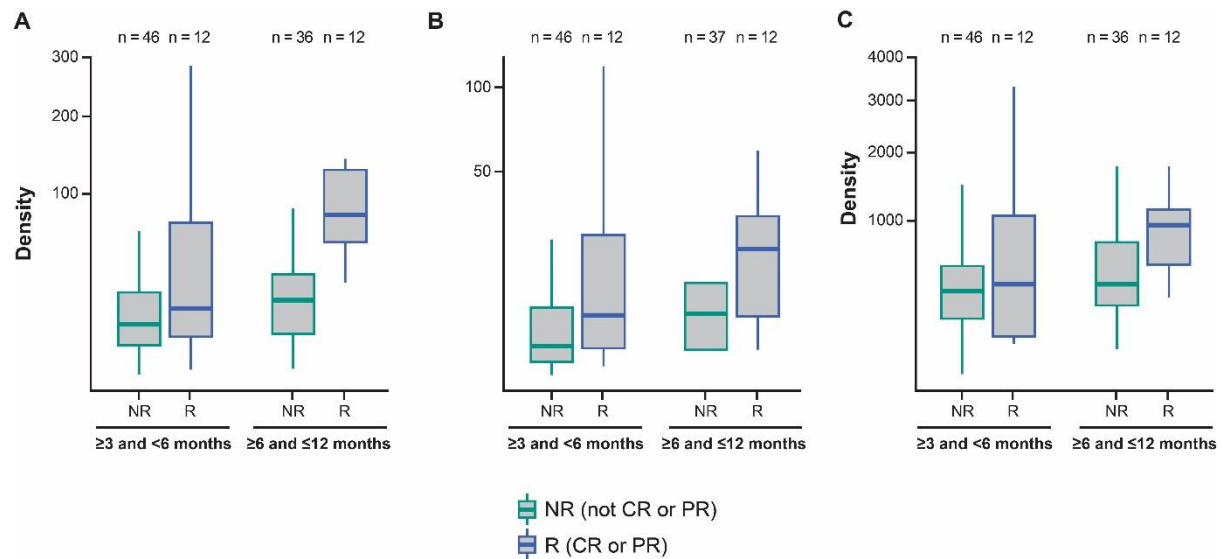 A
n = 46 n = 12 n = 36 n = 12
300
200
100
Density
NR R NR R
≥3 and <6 months ≥6 and ≤12 months
B
n = 46 n = 12 n = 37 n = 12
100
50
NR R NR R
≥3 and <6 months ≥6 and ≤12 months
C
n = 46 n = 12 n = 36 n = 12
4000
3000
2000
1000
Density
NR R NR R
≥3 and <6 months ≥6 and ≤12 months
NR (not CR or PR)
R (CR or PR)